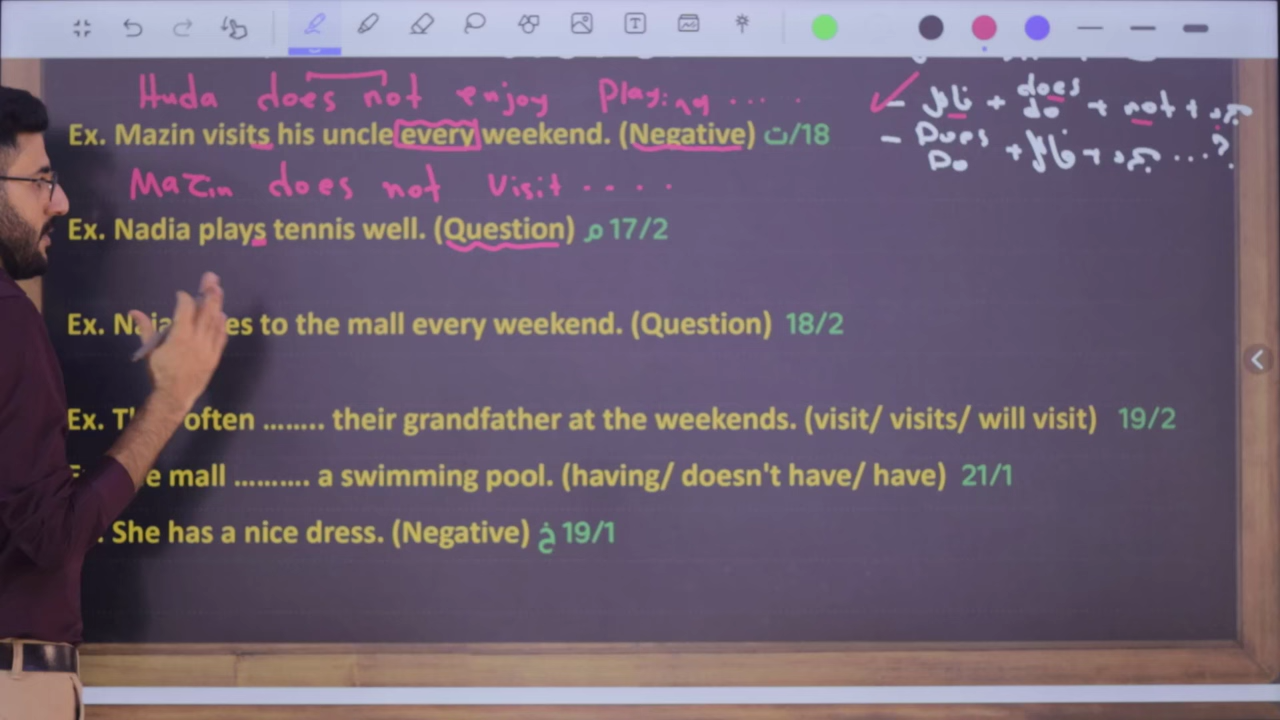 Huda does not enjoy Playing ....
Ex. Mazin visits his uncle every weekend. (Negative) 18/ت
Mazin does not visit ....
Ex. Nadia plays tennis well. (Question) 17/2 م
Ex. to the mall every weekend. (Question) 18/2
Ex. often ........ their grandfather at the weekends. (visit/ visits/ will visit) 19/2
mall .......... a swimming pool. (having/ doesn't have/ have) 21/1
. She has a nice dress. (Negative) 19/1 خ
- فاعل + does do + not +
- Does Do + فاعل + ...?